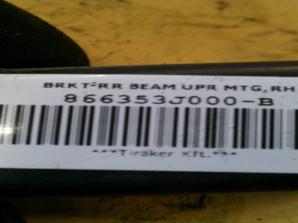 BRKT-RR BEAM UPR MTG, RH
866353J000-B
***Tiraker Kft.***